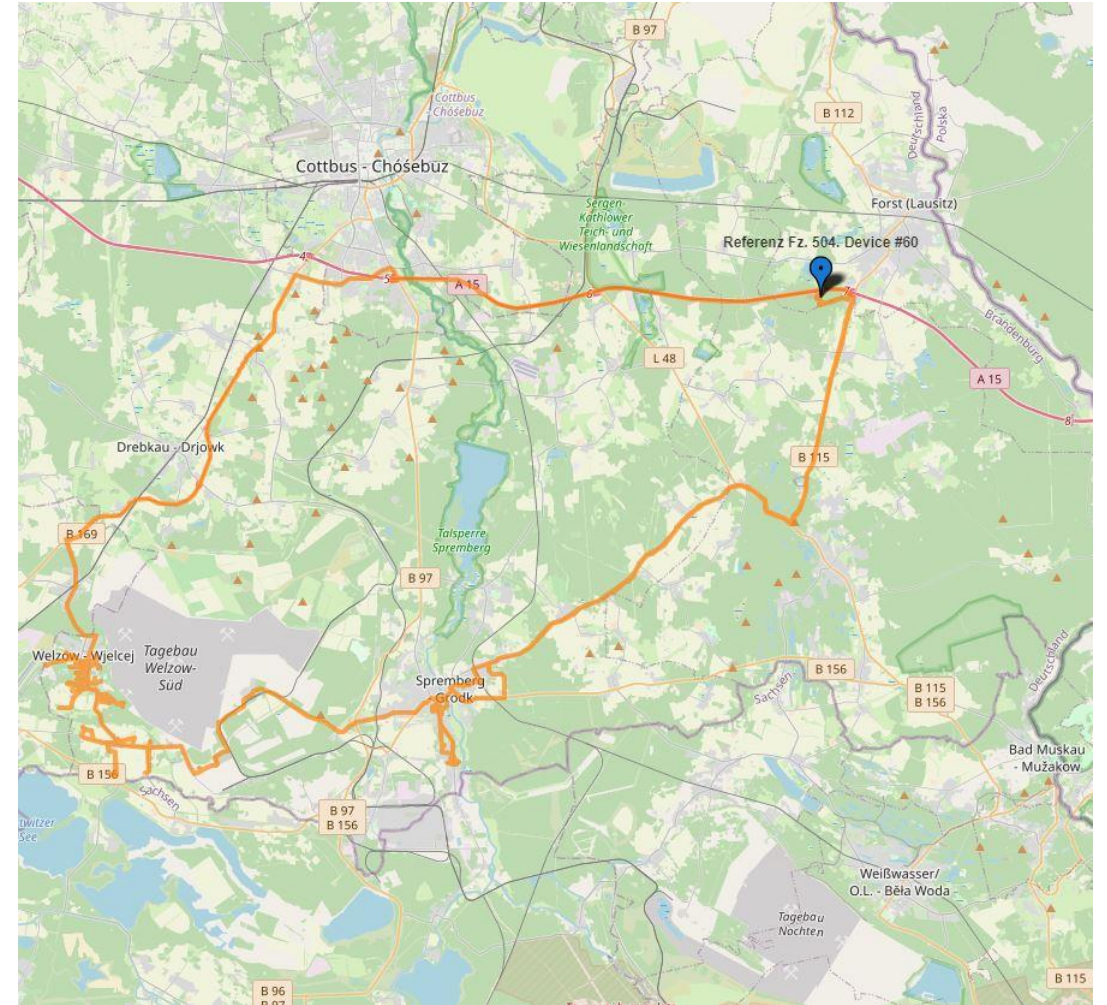 B 97
Cottbus
- Chóśebuz
B 112
Deutschland
Polska
Cottbus - Chóśebuz
Forst (Lausitz)
Sergen-
Kathlower
Teich- und
Wiesenlandschaft
Referenz Fz. 504. Device #60
4
5
A 15
6
7
L 48
Brandenburg
A 15
8
Drebkau - Drjowk
B 115
B 169
Talsperre
Spremberg
B 97
Welzow - Wjelcej
Tagebau
Welzow-
Süd
Spremberg
- Grodk
B 156
Sachsen
B 115
B 156
Deutschland
Bad Muskau
- Mužakow
B 156
Sachsen
B 97
B 156
See
Weißwasser/
O.L. - Běła Woda
Tagebau
Nochten
B 96
B 97
B 115